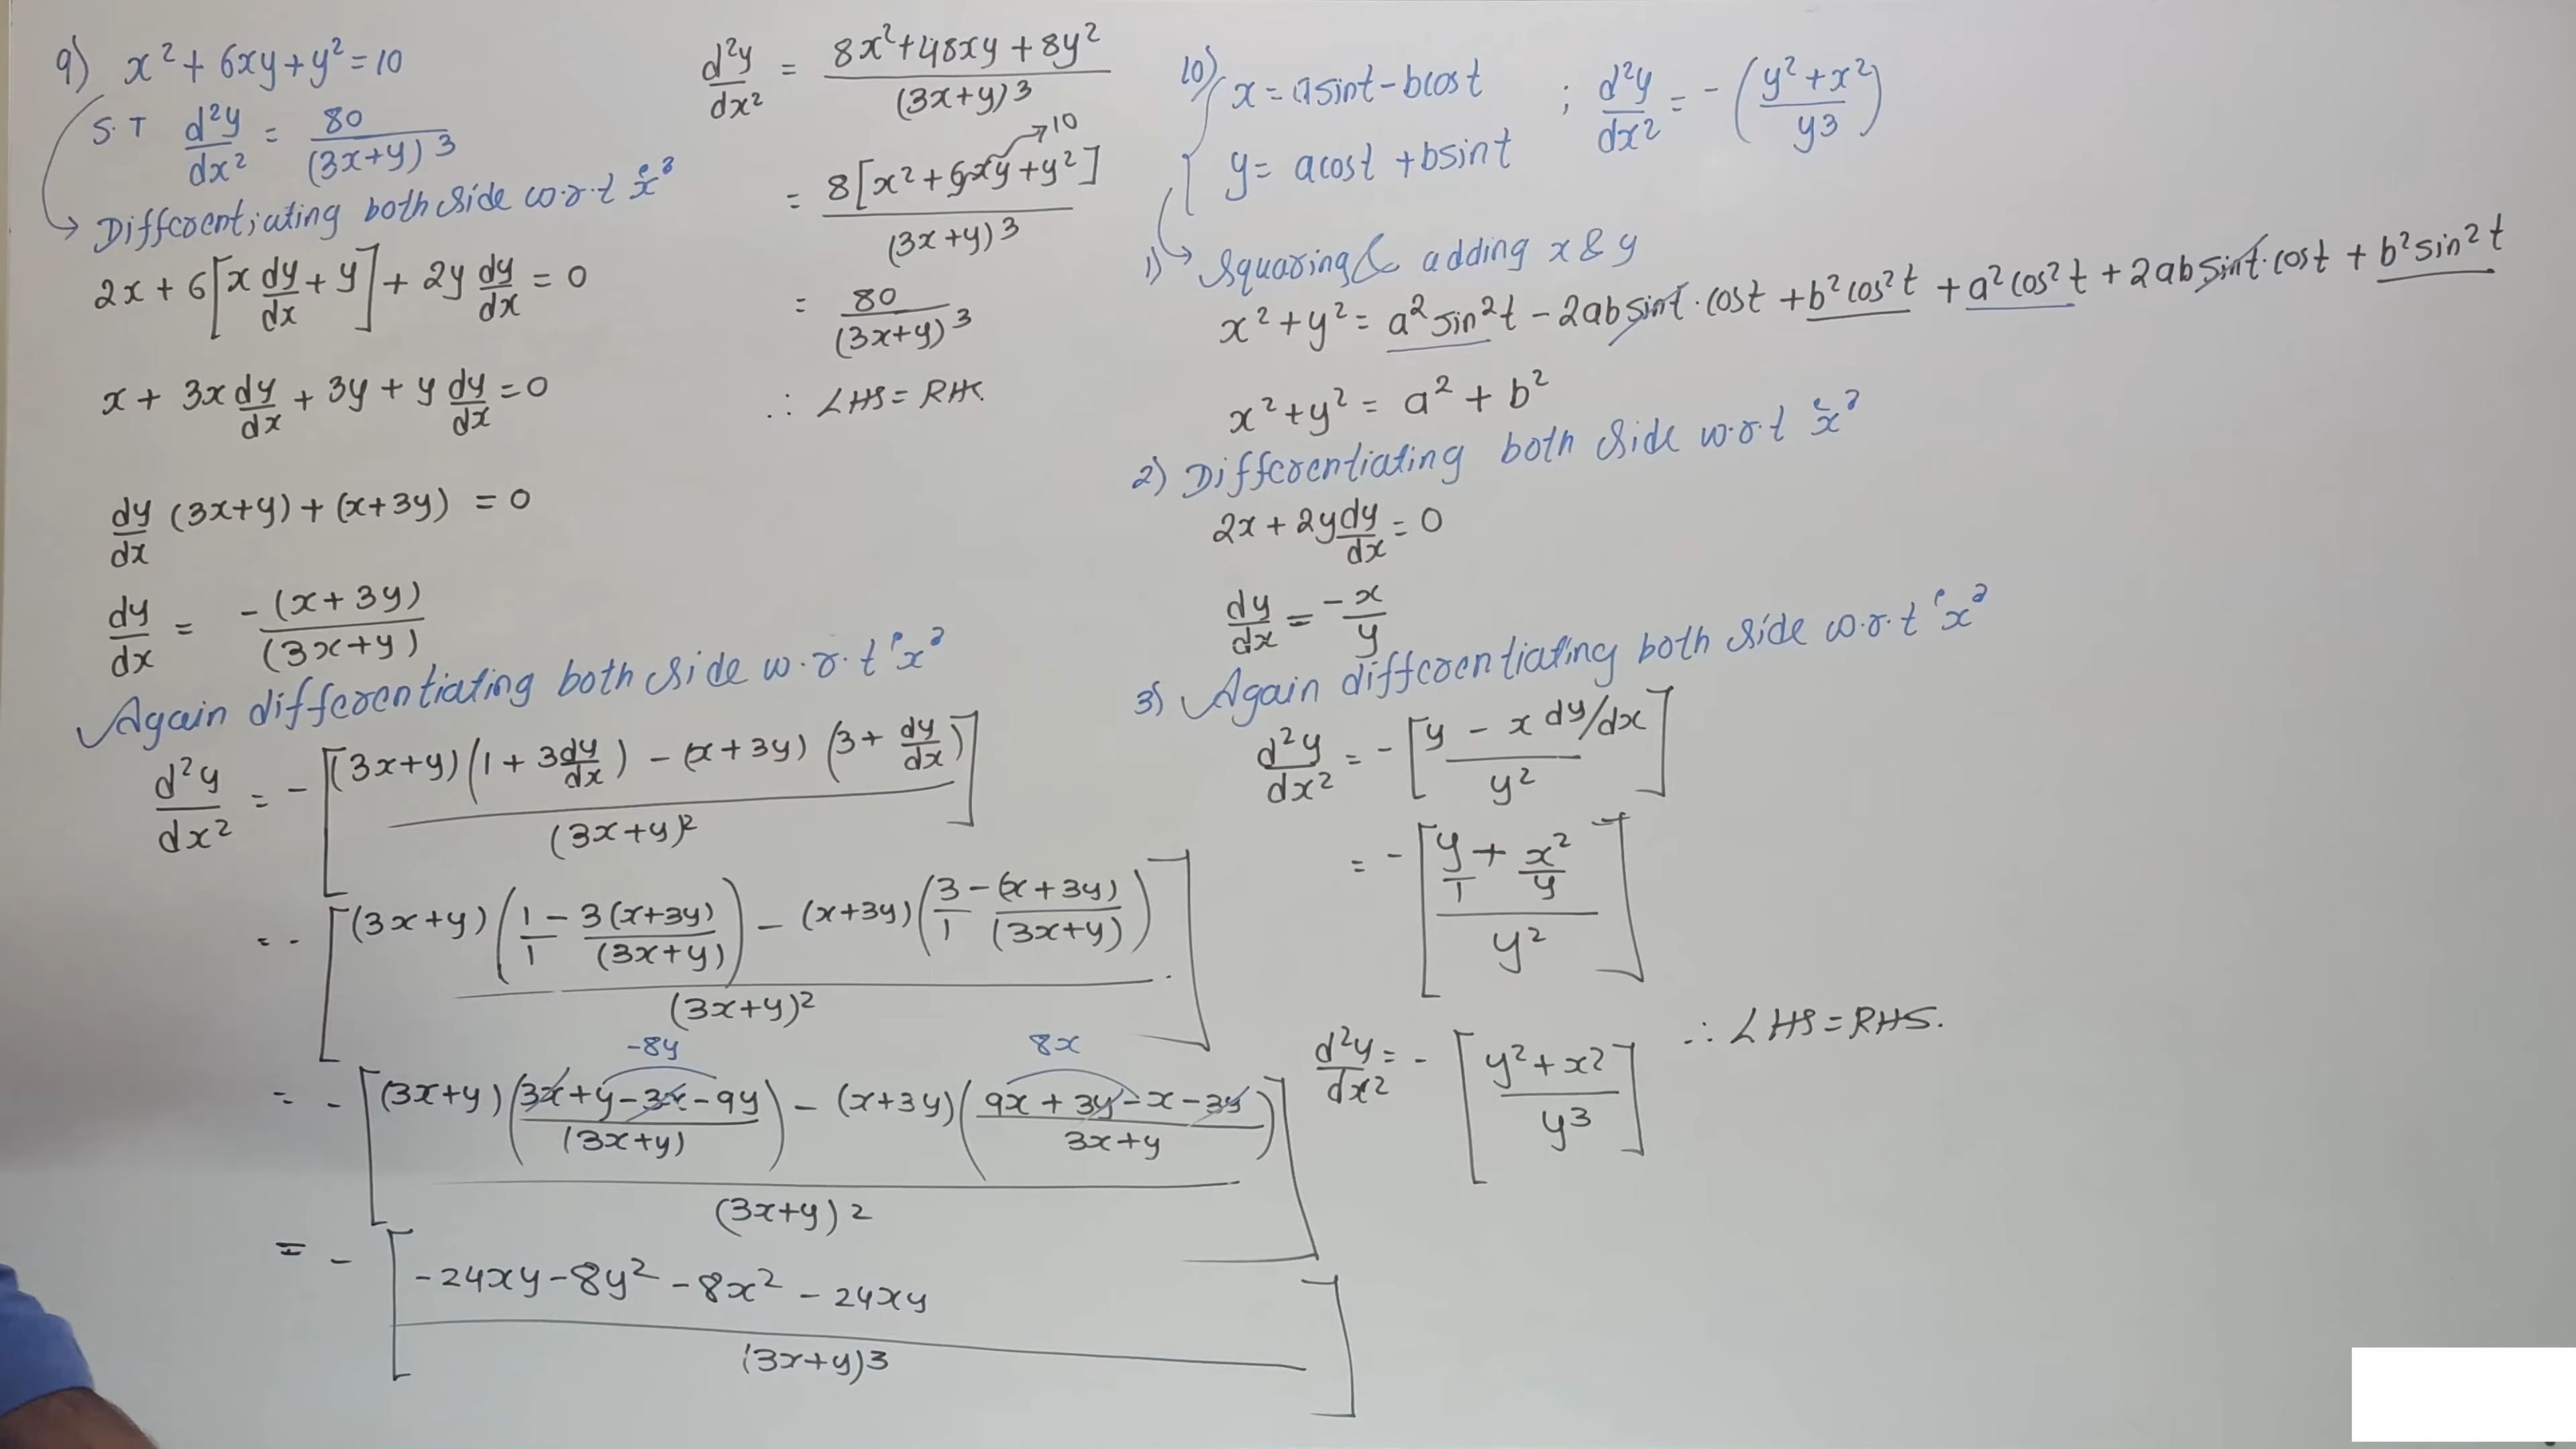 9) x² + 6xy + y² = 10
S.T d²y/dx² = 80/(3x+y)³
→ Differentiating both side w.r.t 'x'
2x + 6[x dy/dx + y] + 2y dy/dx = 0
x + 3x dy/dx + 3y + y dy/dx = 0
dy/dx (3x+y) + (x+3y) = 0
dy/dx = -(x+3y)/(3x+y)
Again differentiating both side w.r.t 'x'
d²y/dx² = -[(3x+y)(1 + 3dy/dx) - (x+3y)(3 + dy/dx)/(3x+y)²]
= -[(3x+y)(1/1 - 3(x+3y)/(3x+y)) - (x+3y)(3/1 - (x+3y)/(3x+y))/(3x+y)²]
-8y 8x
= -[(3x+y)(3x+y-3x-9y/(3x+y)) - (x+3y)(9x+3y-x-3y/3x+y)/(3x+y)²]
= -[-24xy - 8y² - 8x² - 24xy/(3x+y)³]
d²y/dx² = 8x² + 48xy + 8y²/(3x+y)³
→10
= 8[x² + 6xy + y²]/(3x+y)³
= 80/(3x+y)³
∴ LHS = RHS.
10) x = a sint - b cost ; d²y/dx² = -(y² + x²/y³)
y = a cost + b sint
1) → Squaring & adding x & y
x² + y² = a² sin²t - 2ab sint·cost + b² cos²t + a² cos²t + 2ab sint·cost + b² sin²t
x² + y² = a² + b²
2) Differentiating both side w.r.t 'x'
2x + 2y dy/dx = 0
dy/dx = -x/y
3) Again differentiating both side w.r.t 'x'
d²y/dx² = -[y - x dy/dx/y²]
= -[y/1 + x²/y/y²]
d²y/dx² = -[y² + x²/y³] ∴ LHS = RHS.